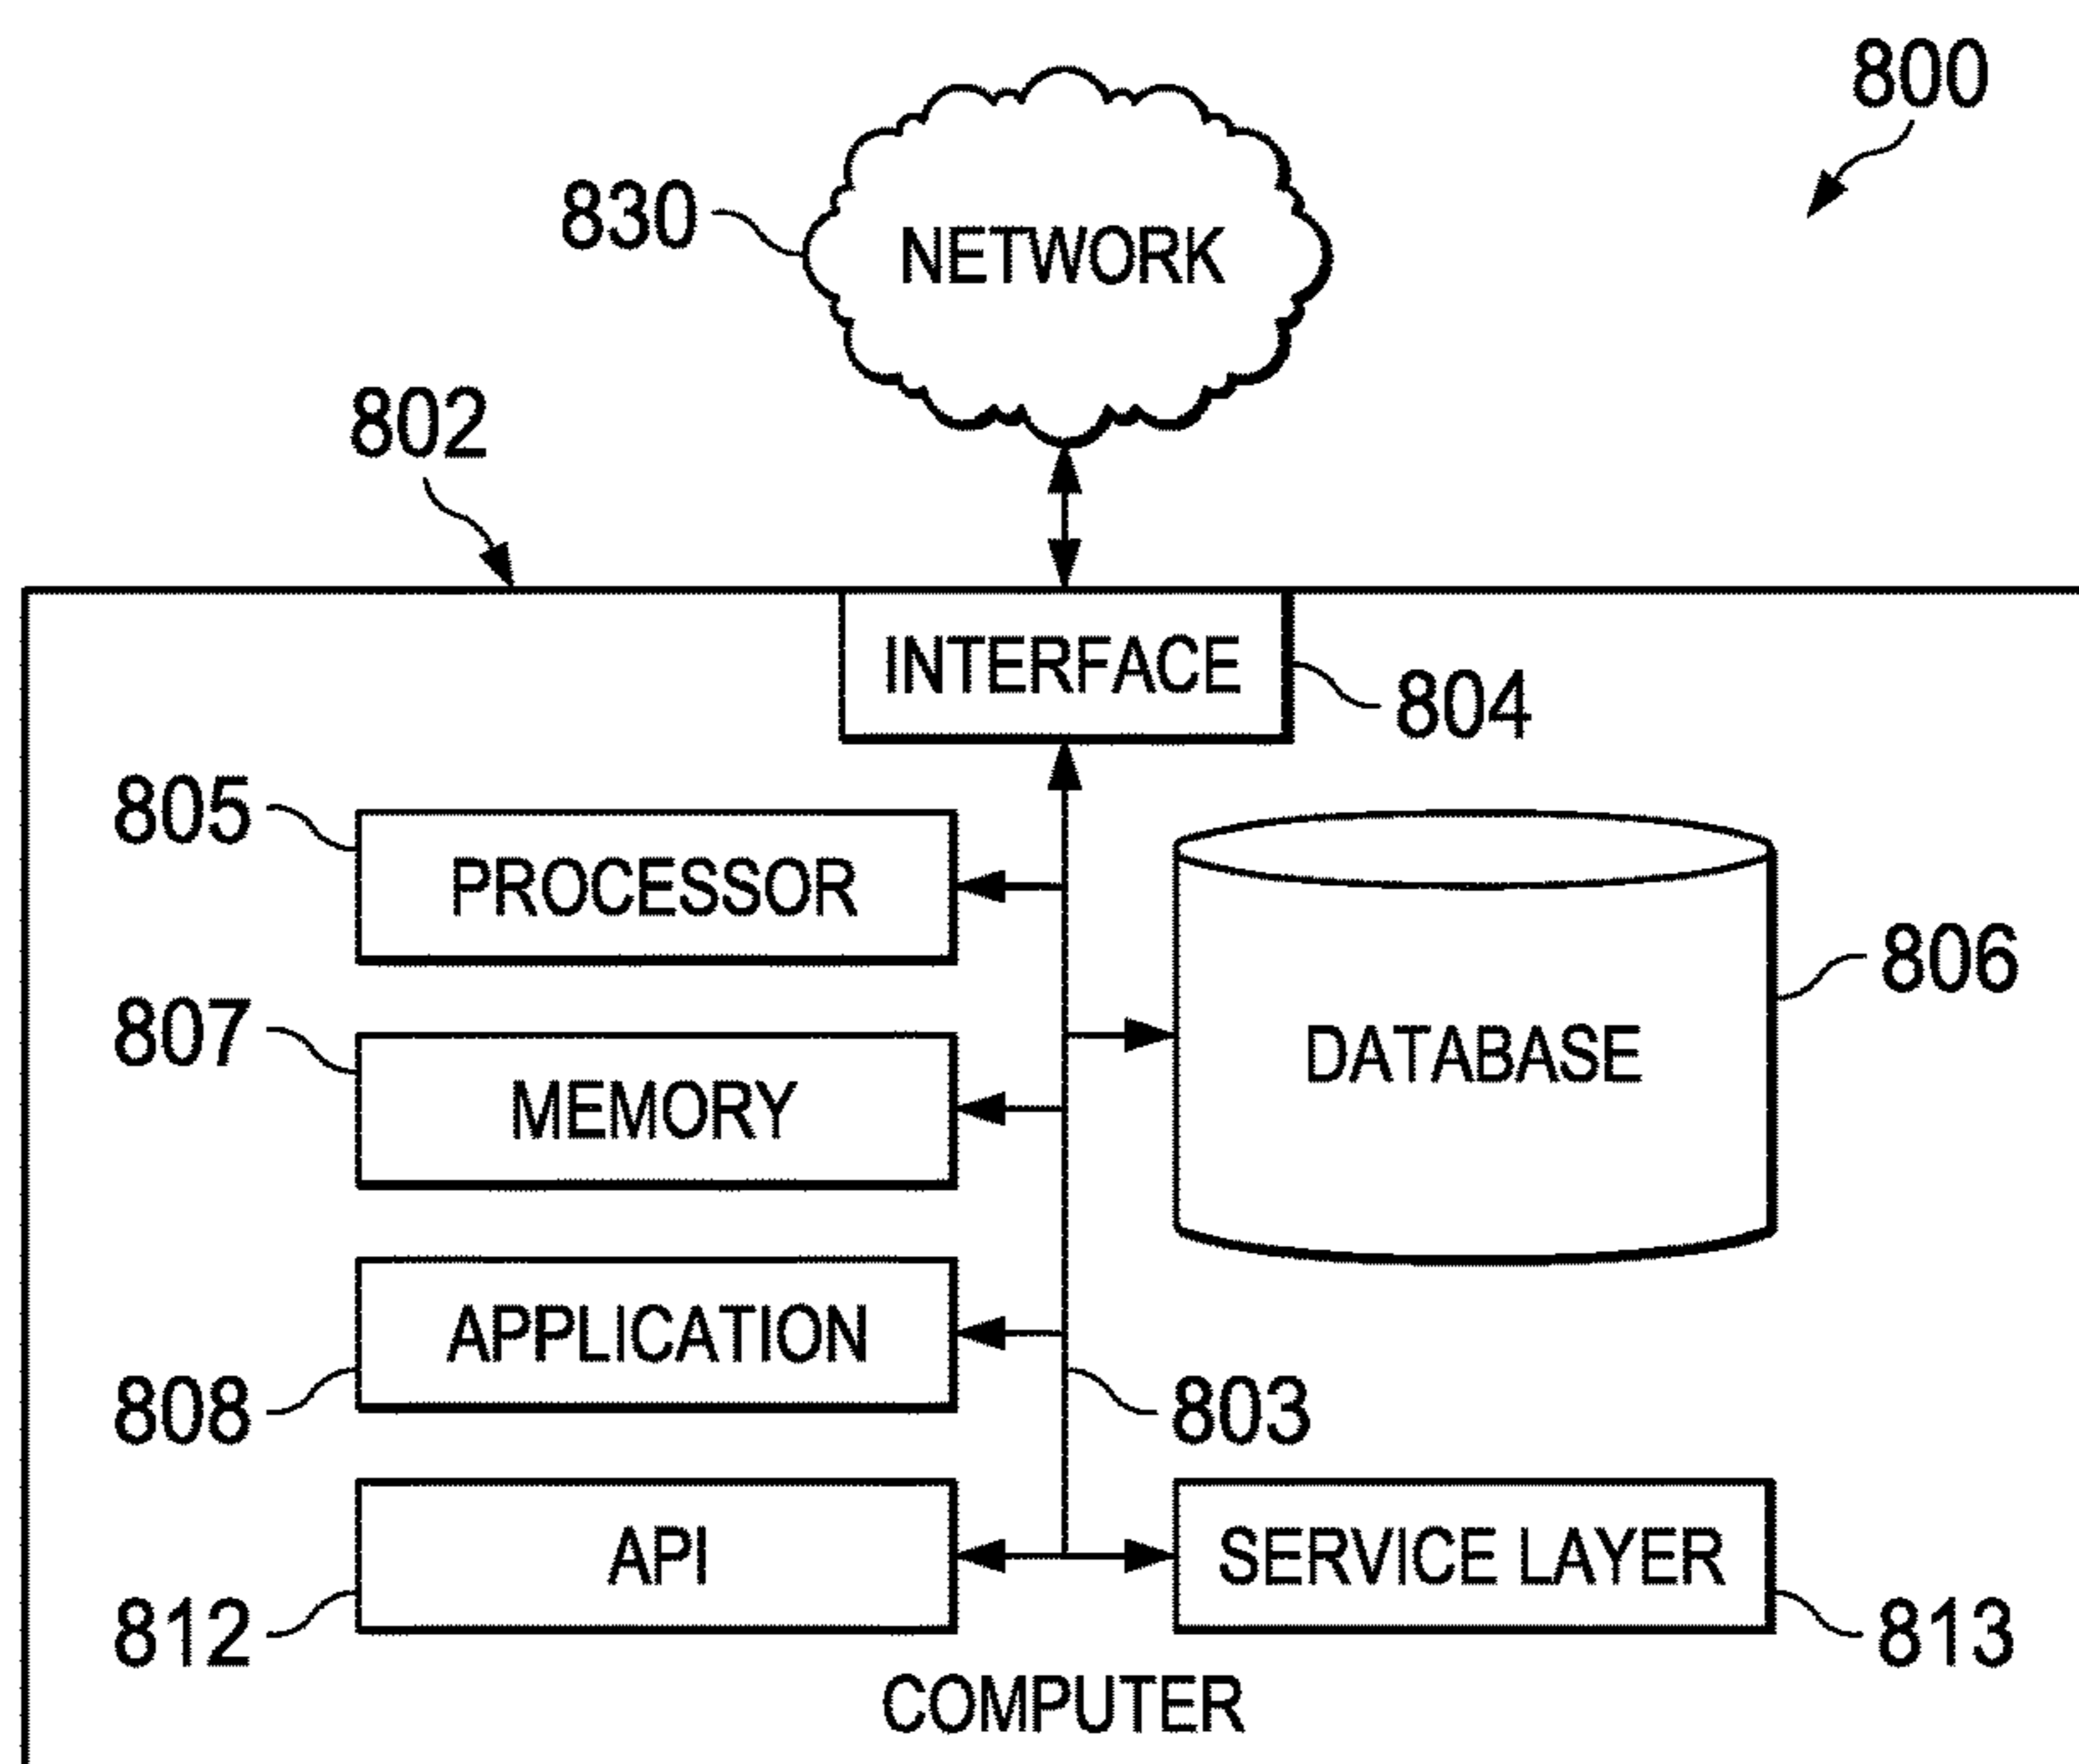 800
830
NETWORK
802
INTERFACE
804
805
PROCESSOR
806
807
DATABASE
MEMORY
APPLICATION
808
803
API
SERVICE LAYER
812
813
COMPUTER